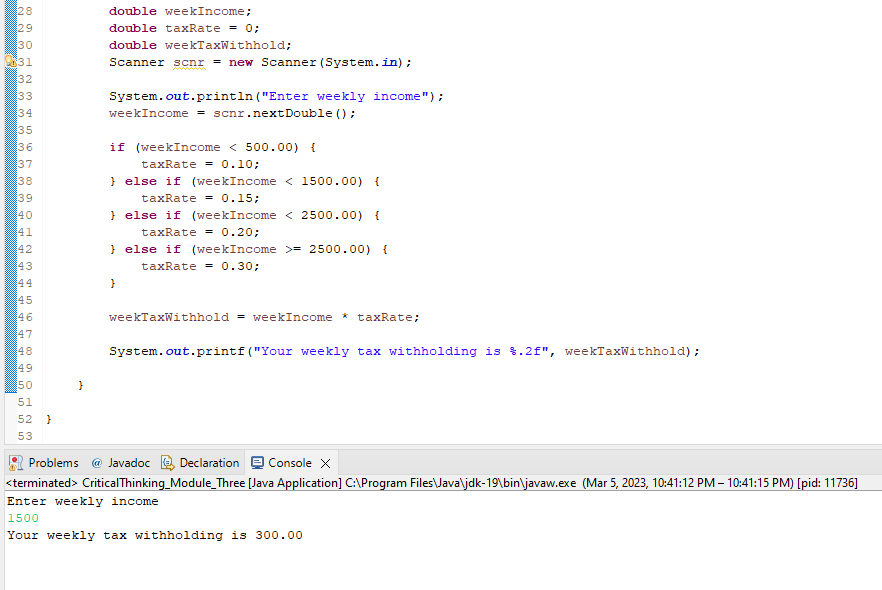 28 double weekIncome;
29 double taxRate = 0;
30 double weekTaxWithhold;
31 Scanner scnr = new Scanner(System.in);
32
33 System.out.println("Enter weekly income");
34 weekIncome = scnr.nextDouble();
35
36 if (weekIncome < 500.00) {
37 taxRate = 0.10;
38 } else if (weekIncome < 1500.00) {
39 taxRate = 0.15;
40 } else if (weekIncome < 2500.00) {
41 taxRate = 0.20;
42 } else if (weekIncome >= 2500.00) {
43 taxRate = 0.30;
44 }
45
46 weekTaxWithhold = weekIncome * taxRate;
47
48 System.out.printf("Your weekly tax withholding is %.2f", weekTaxWithhold);
49
50 }
51
52 }
53
Problems @ Javadoc Declaration Console
<terminated> CriticalThinking_Module_Three [Java Application] C:\Program Files\Java\jdk-19\bin\javaw.exe (Mar 5, 2023, 10:41:12 PM – 10:41:15 PM) [pid: 11736]
Enter weekly income
1500
Your weekly tax withholding is 300.00